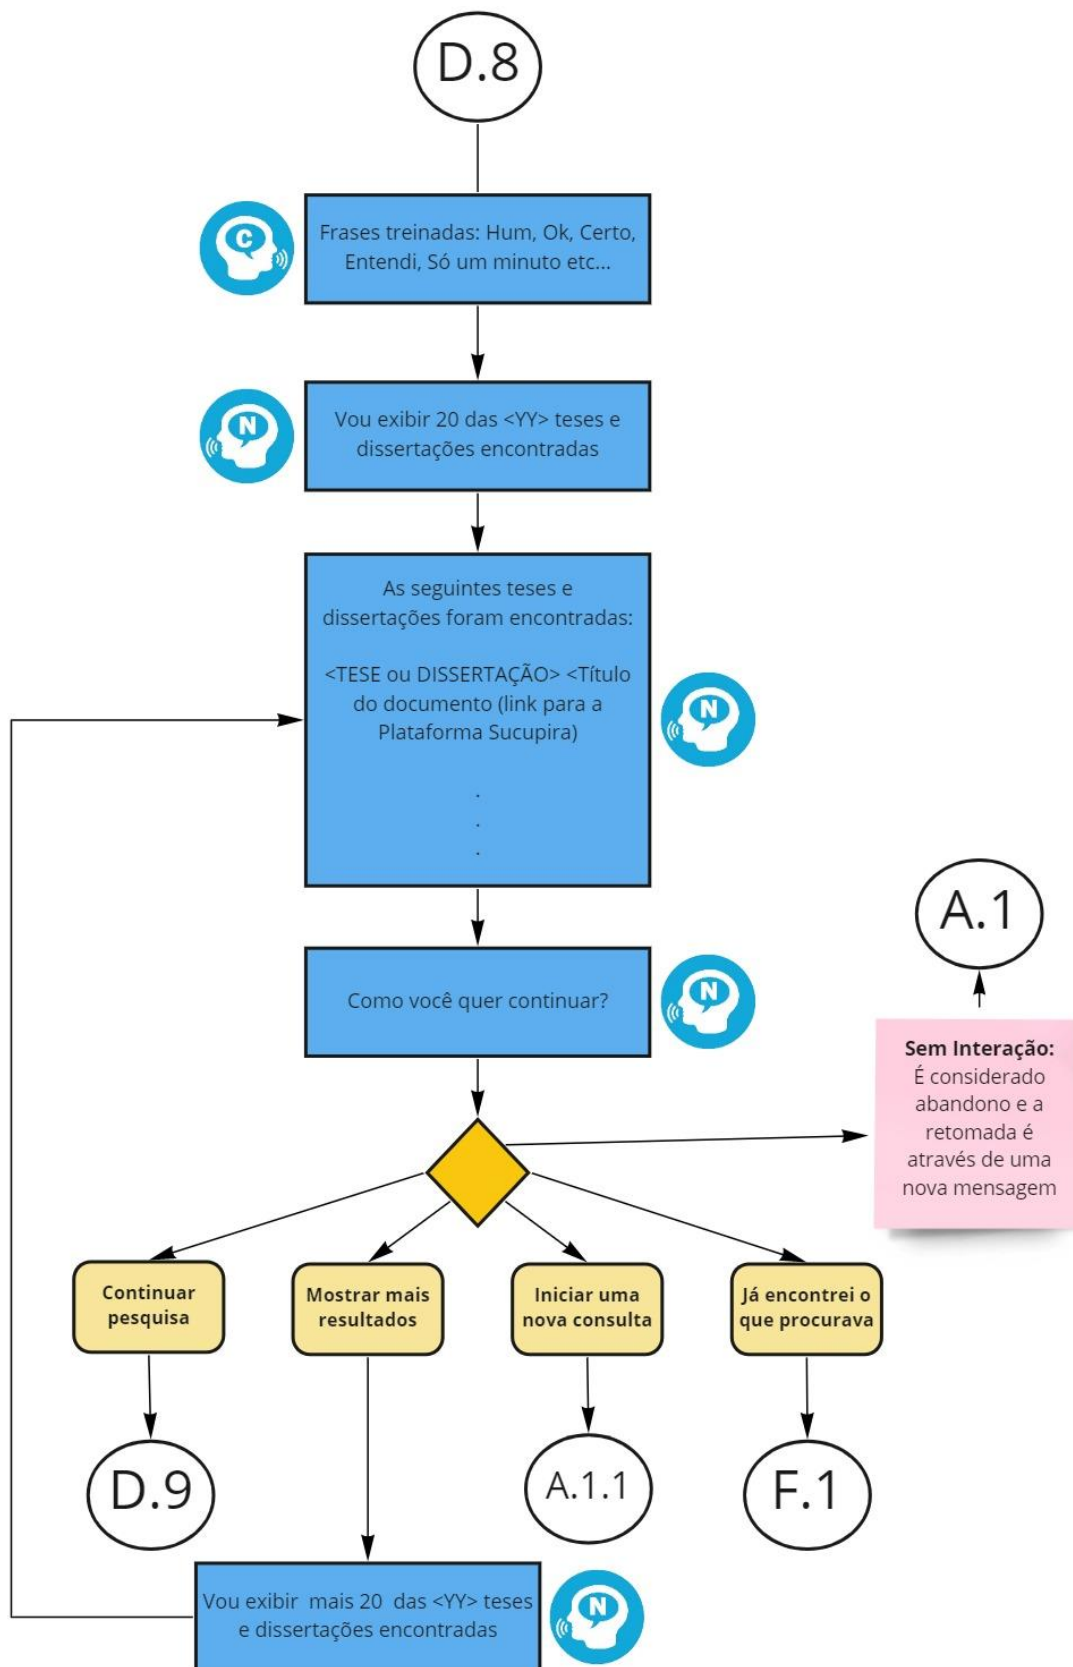 D.8
C
Frases treinadas: Hum, Ok, Certo,
Entendi, Só um minuto etc...
N
Vou exibir 20 das <YY> teses e
dissertações encontradas
As seguintes teses e
dissertações foram encontradas:
<TESE ou DISSERTAÇÃO> <Título
do documento (link para a
Plataforma Sucupira)
.
.
.
N
A.1
Como você quer continuar?
N
Sem Interação:
É considerado
abandono e a
retomada é
através de uma
nova mensagem
Continuar
pesquisa
Mostrar mais
resultados
Iniciar uma
nova consulta
Já encontrei o
que procurava
D.9
A.1.1
F.1
Vou exibir mais 20 das <YY> teses
e dissertações encontradas
N